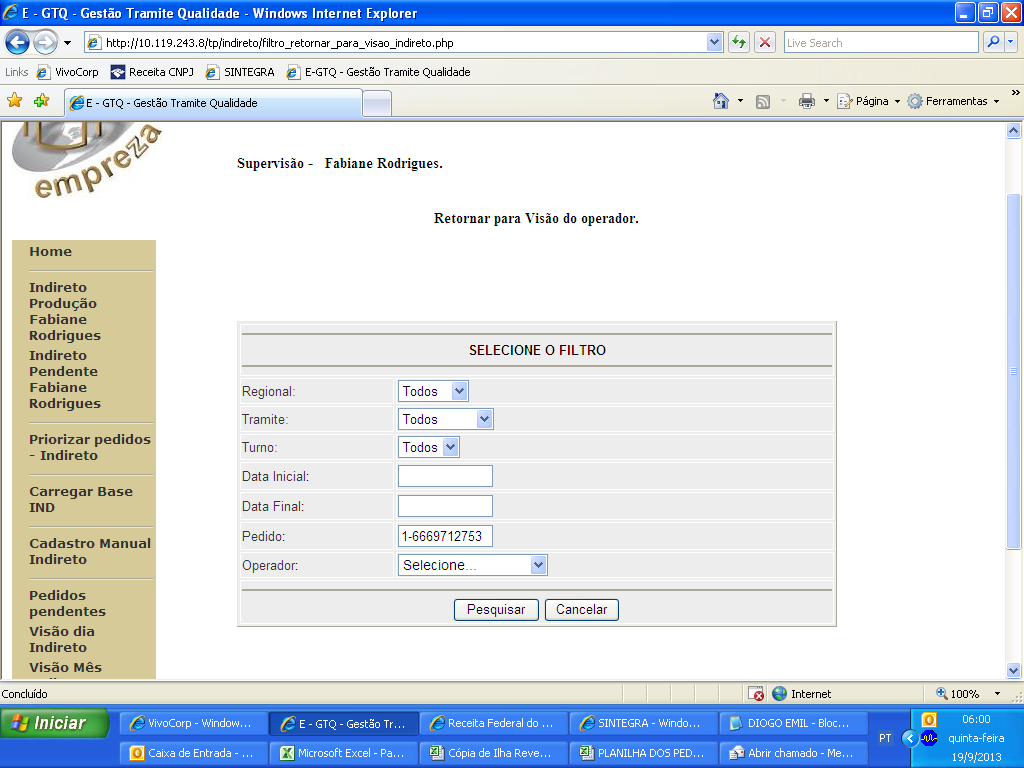 E - GTQ - Gestão Tramite Qualidade - Windows Internet Explorer
http://10.119.243.8/tp/indireto/filtro_retornar_para_visao_indireto.php
Live Search
Links VivoCorp Receita CNPJ SINTEGRA E-GTQ - Gestão Tramite Qualidade
E - GTQ - Gestão Tramite Qualidade
Página Ferramentas »
empreza
Supervisão - Fabiane Rodrigues.
Retornar para Visão do operador.
Home
Indireto
Produção
Fabiane
Rodrigues
Indireto
Pendente
Fabiane
Rodrigues
Priorizar pedidos
- Indireto
Carregar Base
IND
Cadastro Manual
Indireto
Pedidos
pendentes
Visão dia
Indireto
Visão Mês
SELECIONE O FILTRO
Regional: Todos
Tramite: Todos
Turno: Todos
Data Inicial:
Data Final:
Pedido: 1-6669712753
Operador: Selecione...
Pesquisar Cancelar
Concluído
Internet
100%
Iniciar
VivoCorp - Window...
E - GTQ - Gestão Tr...
Receita Federal do ...
SINTEGRA - Windo...
DIOGO EMIL - Bloc...
Caixa de Entrada - ...
Microsoft Excel - Pa...
Cópia de Ilha Reve...
PLANILHA DOS PED...
Abrir chamado - Me...
PT
06:00
quinta-feira
19/9/2013